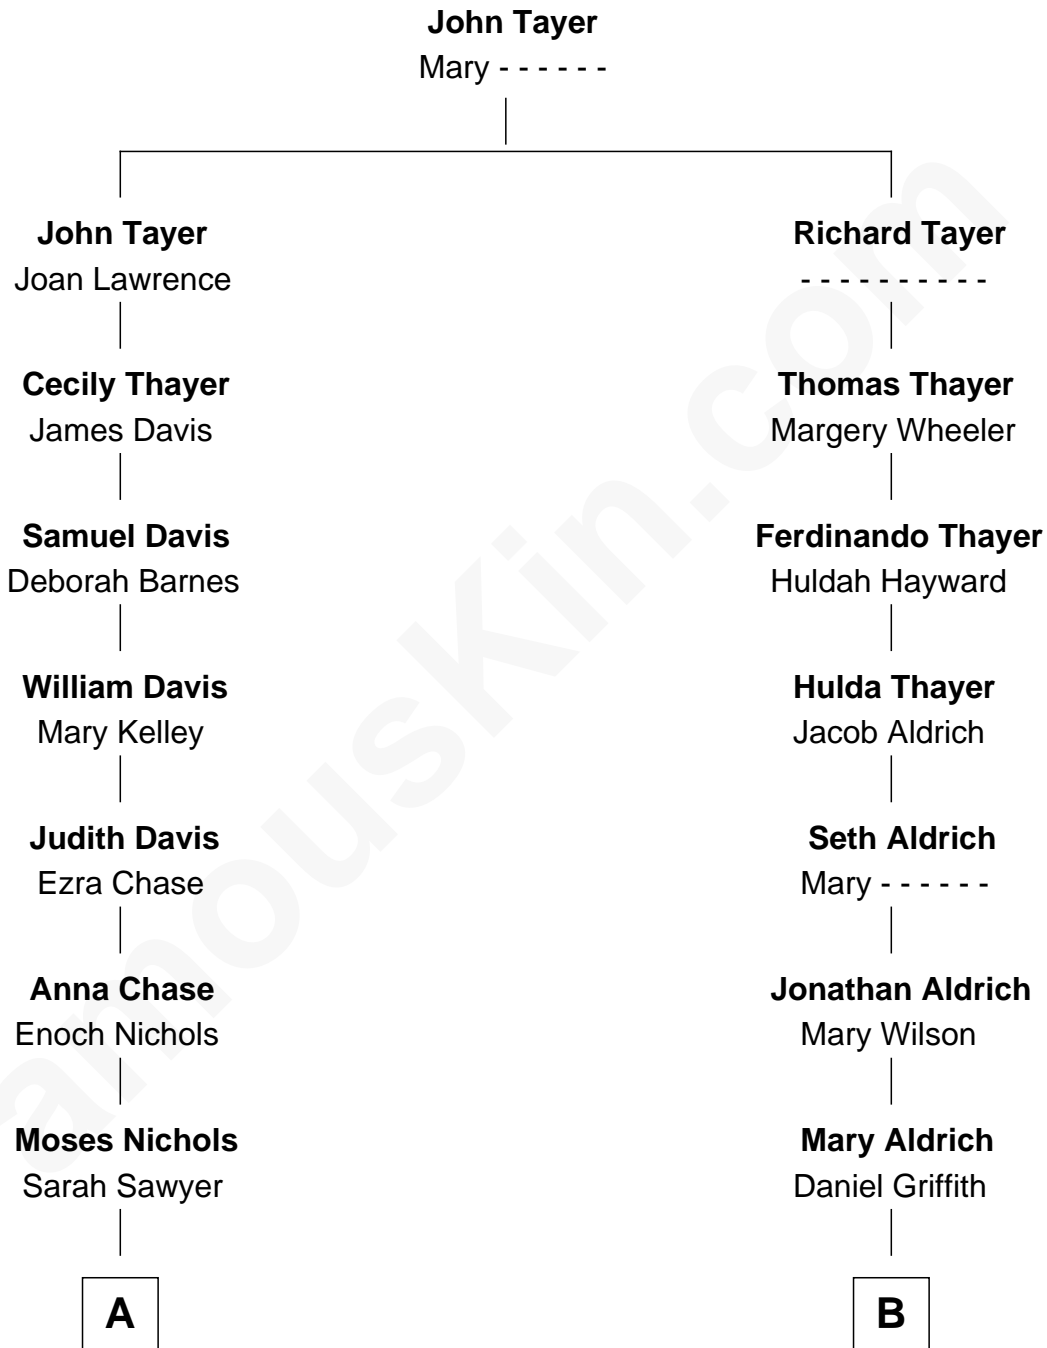 John Tayer
Mary - - - - - -
John Tayer
Joan Lawrence
Richard Tayer
- - - - - - - - - -
Cecily Thayer
James Davis
Thomas Thayer
Margery Wheeler
Samuel Davis
Deborah Barnes
Ferdinando Thayer
Huldah Hayward
William Davis
Mary Kelley
Hulda Thayer
Jacob Aldrich
Judith Davis
Ezra Chase
Seth Aldrich
Mary - - - - - -
Anna Chase
Enoch Nichols
Jonathan Aldrich
Mary Wilson
Moses Nichols
Sarah Sawyer
Mary Aldrich
Daniel Griffith
A
B
amousKin.com